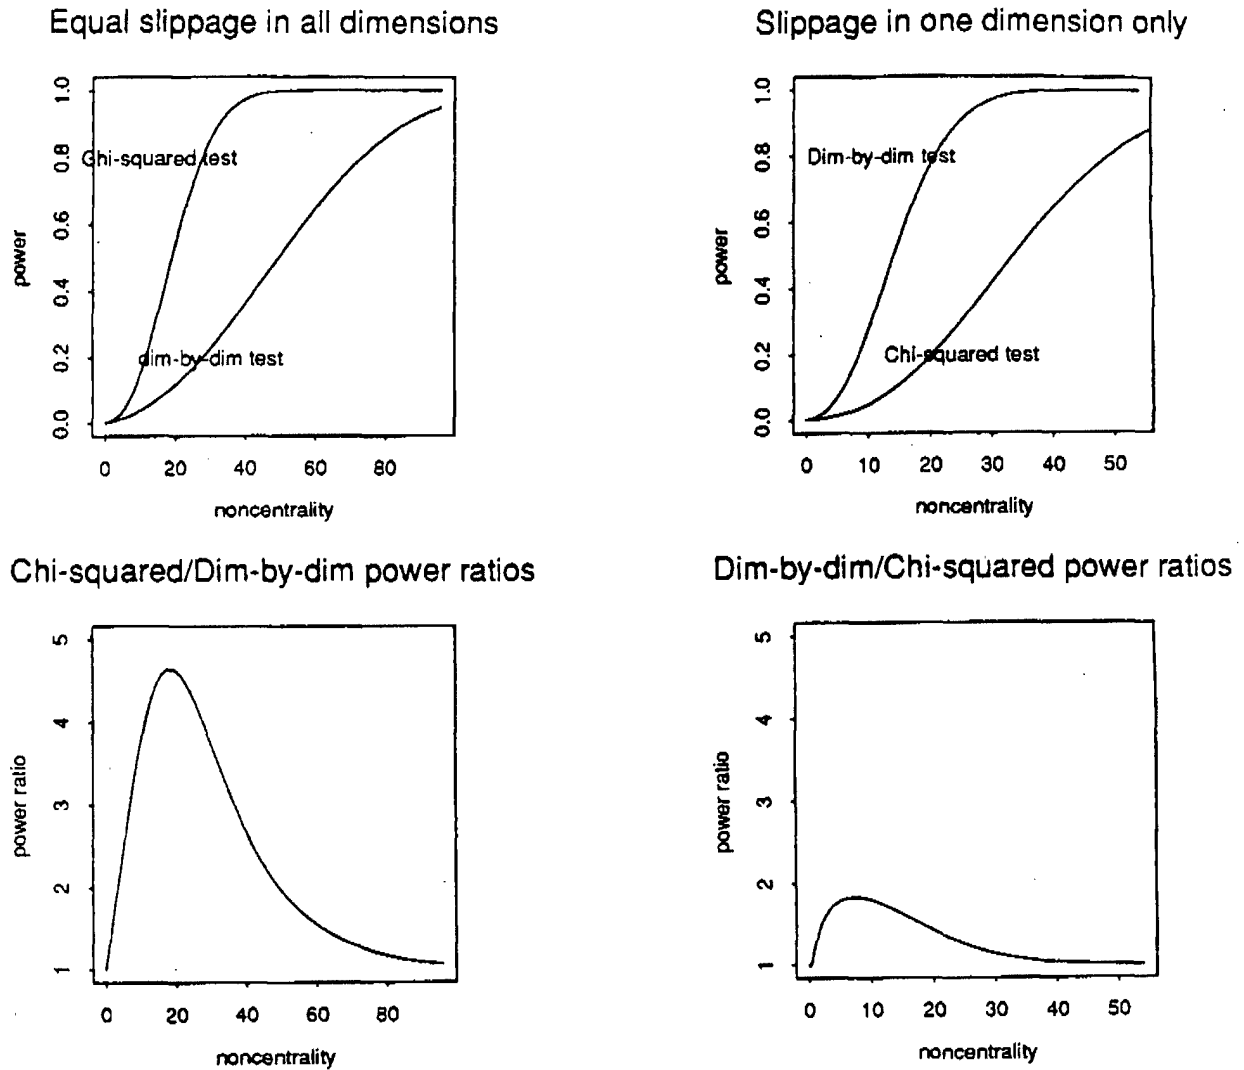 Equal slippage in all dimensions
1.0
0.8
0.6
0.4
0.2
0.0
power
Chi-squared test
dim-by-dim test
0 20 40 60 80
noncentrality
Slippage in one dimension only
1.0
0.8
0.6
0.4
0.2
0.0
power
Dim-by-dim test
Chi-squared test
0 10 20 30 40 50
noncentrality
Chi-squared/Dim-by-dim power ratios
5
4
3
2
1
power ratio
0 20 40 60 80
noncentrality
Dim-by-dim/Chi-squared power ratios
5
4
3
2
1
power ratio
0 10 20 30 40 50
noncentrality